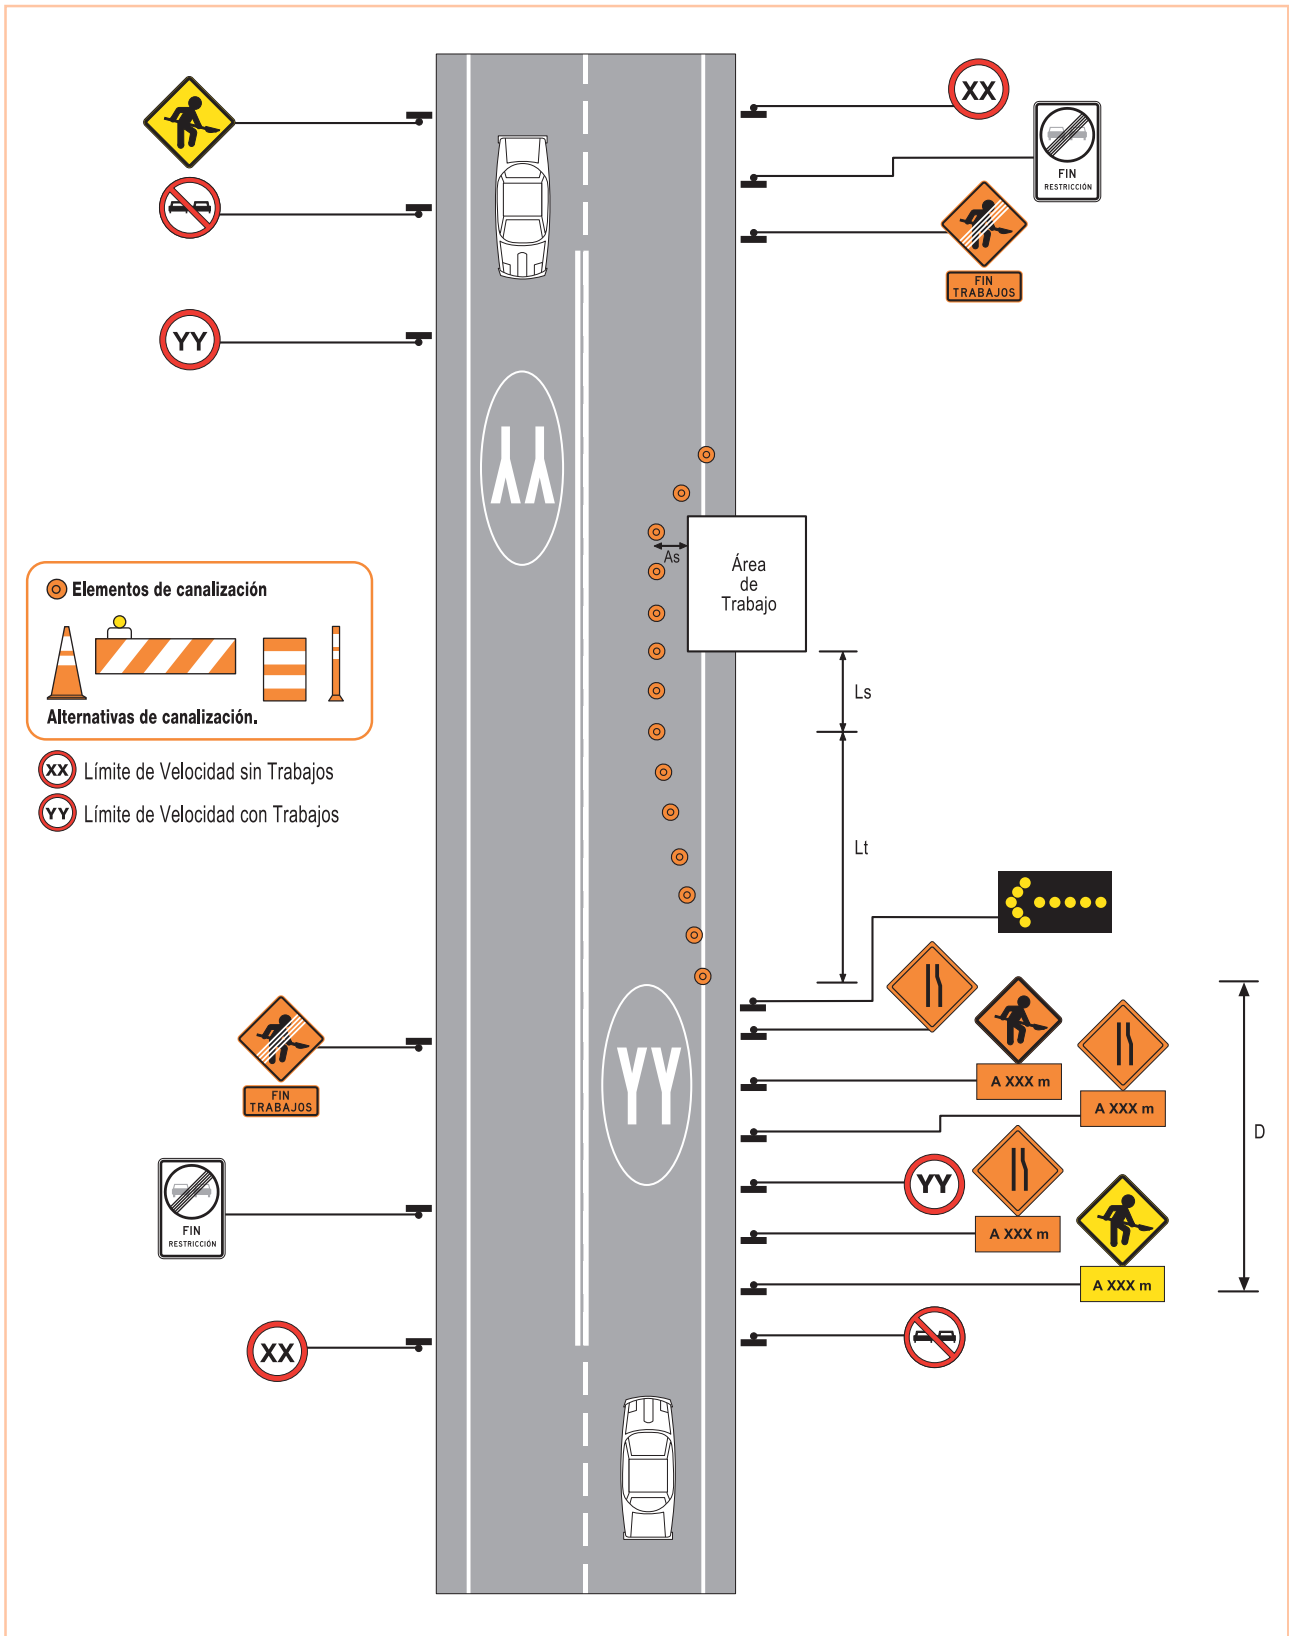 XX
FIN
RESTRICCIÓN
FIN
TRABAJOS
YY
YY
As
Área
de
Trabajo
Elementos de canalización
Alternativas de canalización.
Ls
XX Límite de Velocidad sin Trabajos
YY Límite de Velocidad con Trabajos
Lt
FIN
TRABAJOS
YY
A XXX m
A XXX m
D
FIN
RESTRICCIÓN
YY
A XXX m
A XXX m
XX